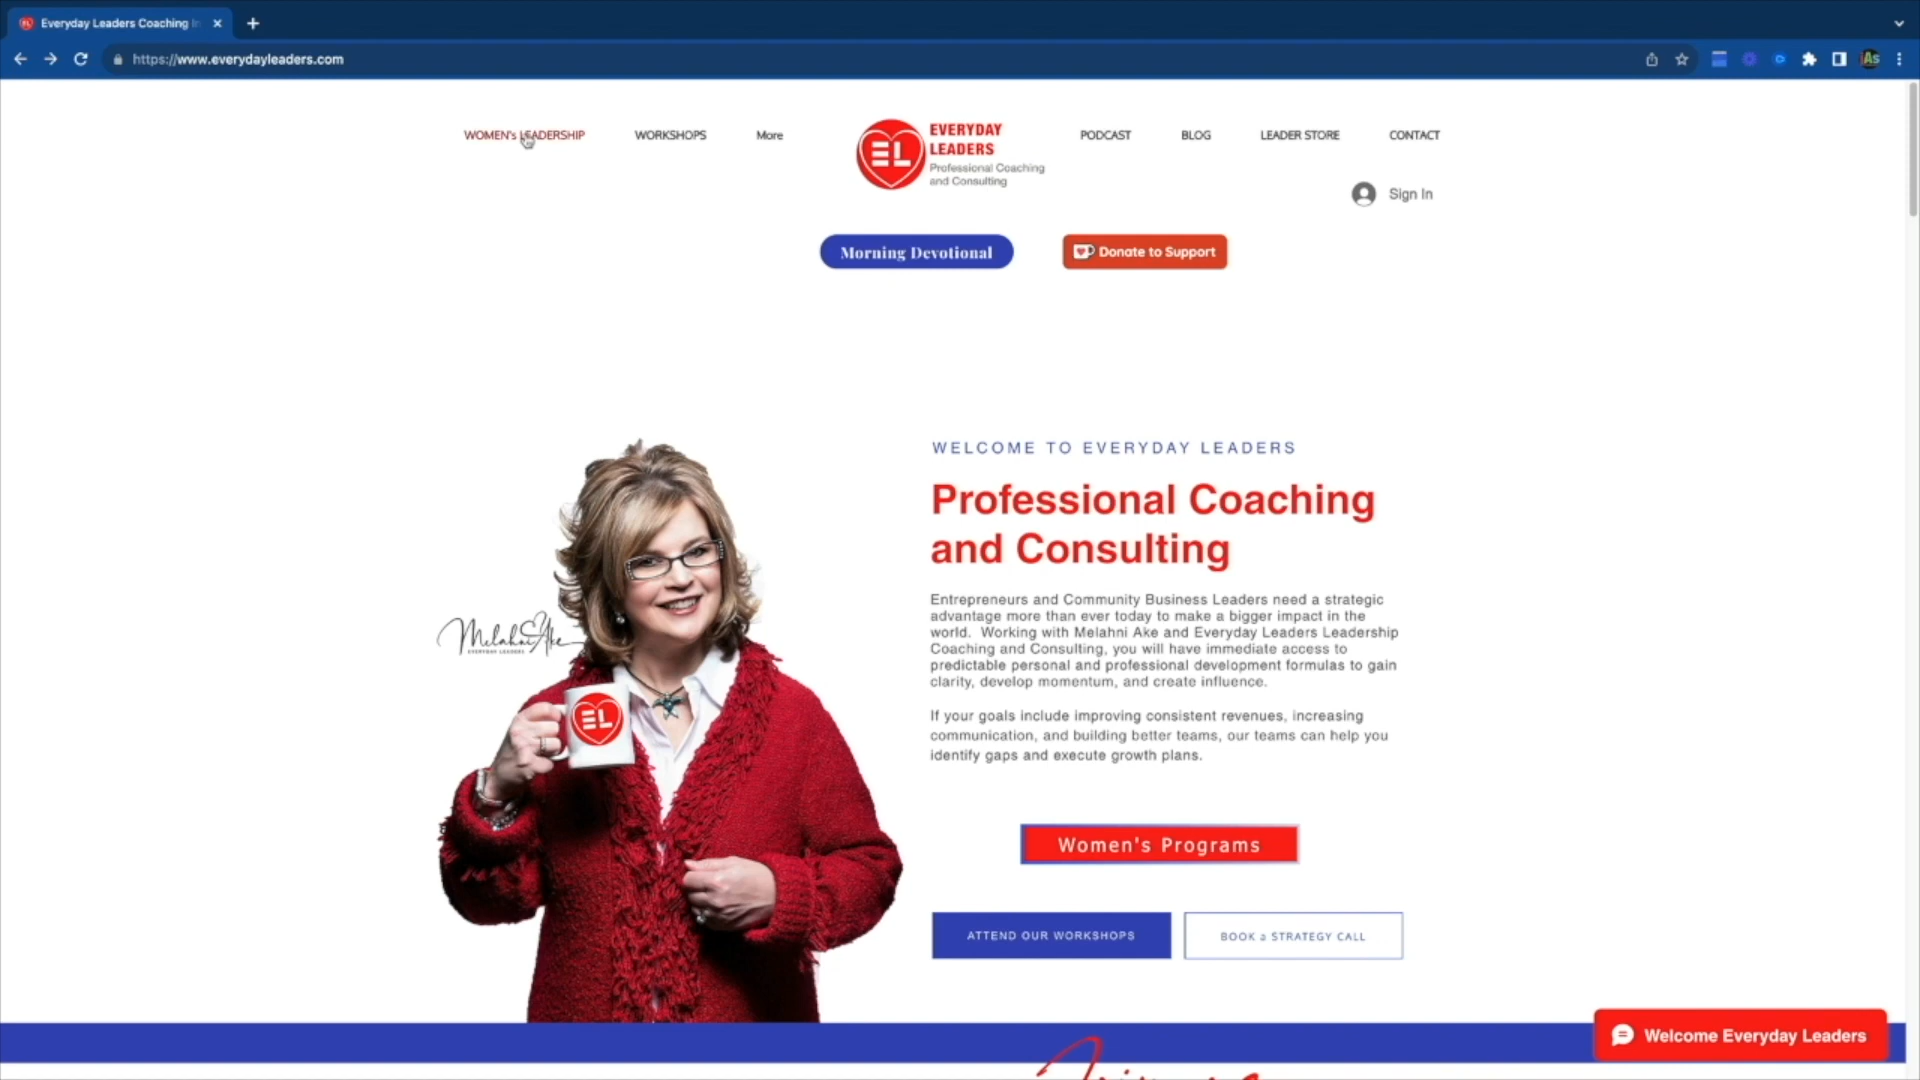 Everyday Leaders Coaching
https://www.everydayleaders.com
WOMEN's LEADERSHIP
WORKSHOPS
More
EL
EVERYDAY
LEADERS
Professional Coaching
and Consulting
PODCAST
BLOG
LEADER STORE
CONTACT
Sign In
Morning Devotional
Donate to Support
WELCOME TO EVERYDAY LEADERS
Professional Coaching
and Consulting
Entrepreneurs and Community Business Leaders need a strategic
advantage more than ever today to make a bigger impact in the
world. Working with Melahni Ake and Everyday Leaders Leadership
Coaching and Consulting, you will have immediate access to
predictable personal and professional development formulas to gain
clarity, develop momentum, and create influence.
If your goals include improving consistent revenues, increasing
communication, and building better teams, our teams can help you
identify gaps and execute growth plans.
Melahni Ake
EVERYDAY LEADERS
EL
Women's Programs
ATTEND OUR WORKSHOPS
BOOK a STRATEGY CALL
Welcome Everyday Leaders